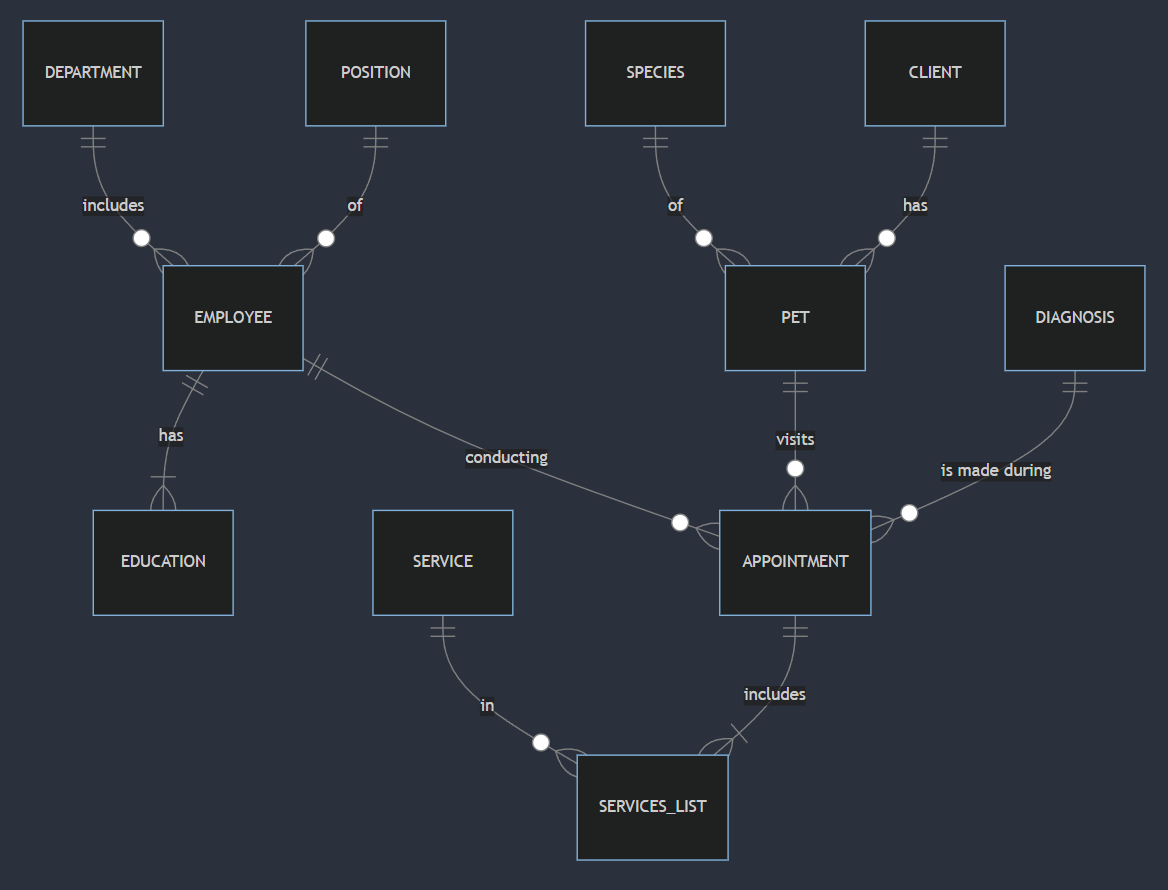 DEPARTMENT
POSITION
SPECIES
CLIENT
includes
of
of
has
EMPLOYEE
PET
DIAGNOSIS
has
conducting
visits
is made during
EDUCATION
SERVICE
APPOINTMENT
in
includes
SERVICES_LIST